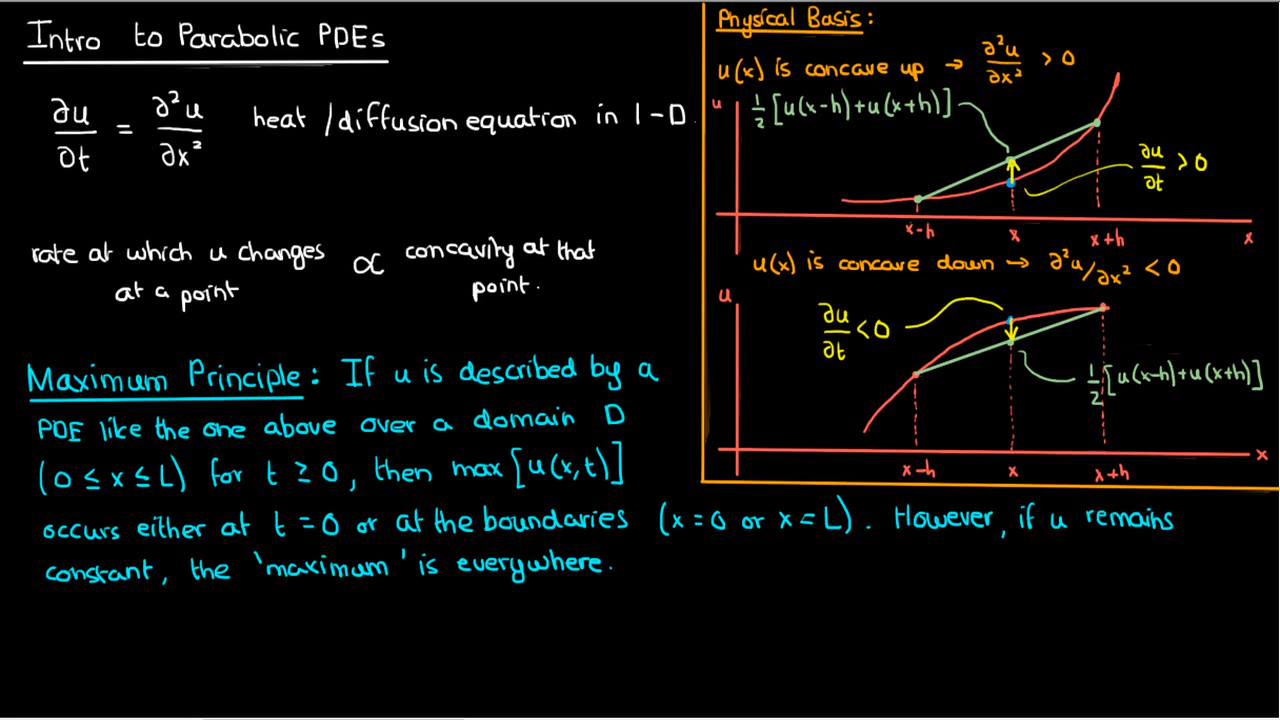 Intro to Parabolic PDEs
∂u/∂t = ∂²u/∂x² heat/diffusion equation in 1-D.
rate at which u changes at a point ∝ concavity at that point.
Maximum Principle: If u is described by a
PDE like the one above over a domain D
(0 ≤ x ≤ L) for t ≥ 0, then max [u(x,t)]
occurs either at t = 0 or at the boundaries (x = 0 or x = L). However, if u remains
constant, the 'maximum' is everywhere.
Physical Basis:
u(x) is concave up → ∂²u/∂x² > 0
u
½[u(x-h)+u(x+h)]
∂u/∂t > 0
x-h x x+h x
u(x) is concave down → ∂²u/∂x² < 0
u
∂u/∂t < 0
½[u(x-h)+u(x+h)]
x-h x x+h x